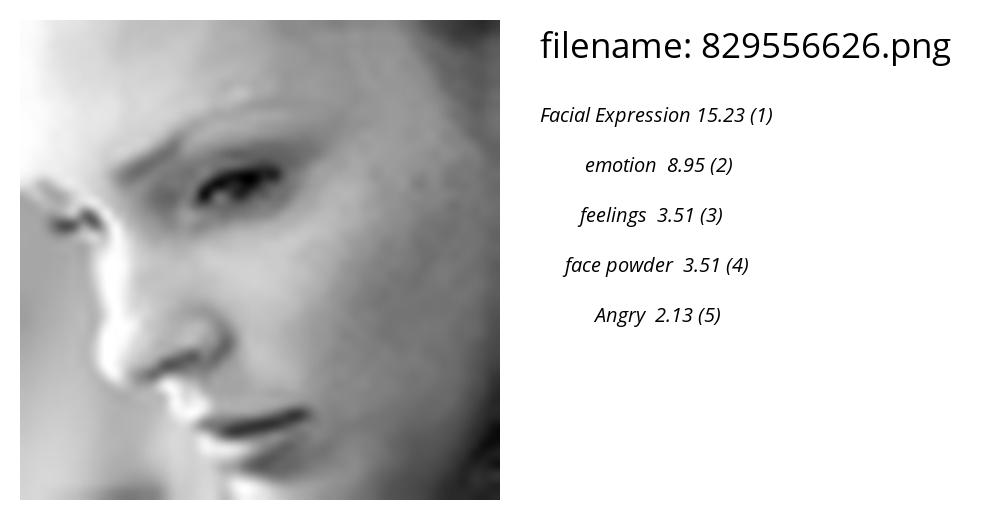 filename: 829556626.png
Facial Expression 15.23 (1)
emotion 8.95 (2)
feelings 3.51 (3)
face powder 3.51 (4)
Angry 2.13 (5)